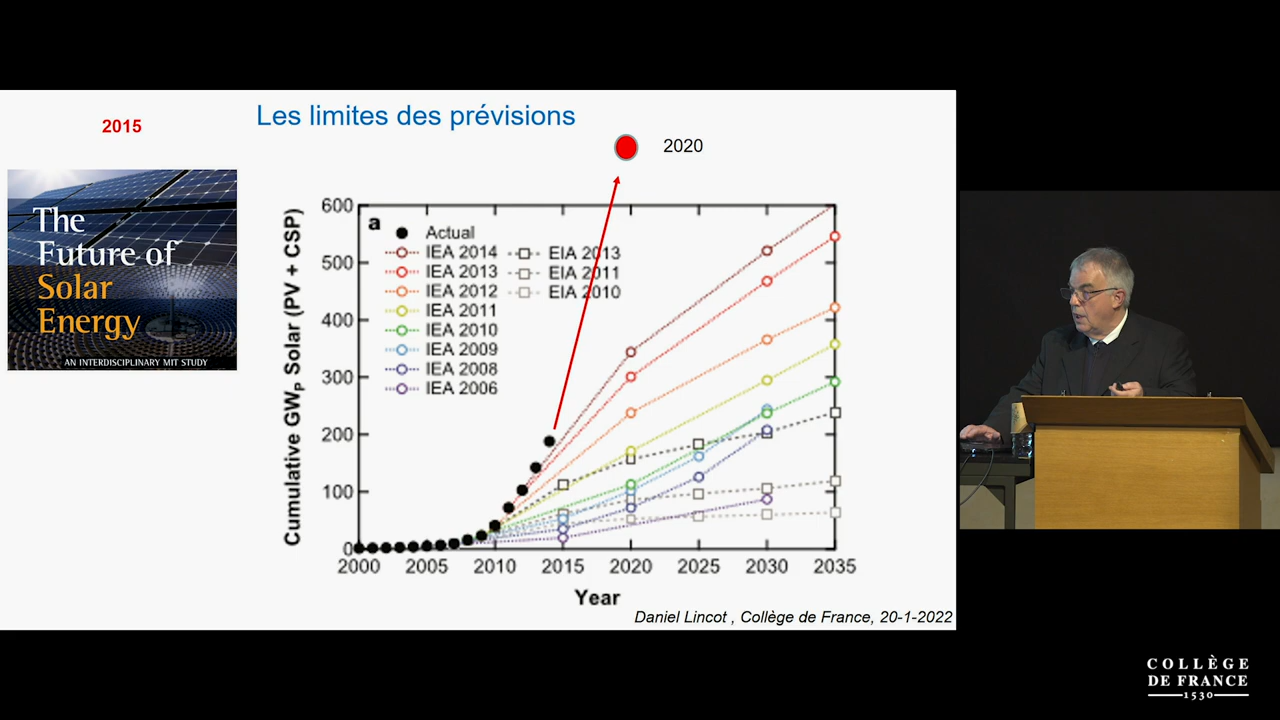 2015
Les limites des prévisions
2020
The
Future of
Solar
Energy
AN INTERDISCIPLINARY MIT STUDY
a
Actual
IEA 2014
IEA 2013
IEA 2012
IEA 2011
IEA 2010
IEA 2009
IEA 2008
IEA 2006
EIA 2013
EIA 2011
EIA 2010
Cumulative GWP Solar (PV + CSP)
600
500
400
300
200
100
0
2000 2005 2010 2015 2020 2025 2030 2035
Year
Daniel Lincot , Collège de France, 20-1-2022
COLLÈGE
DE FRANCE
1530